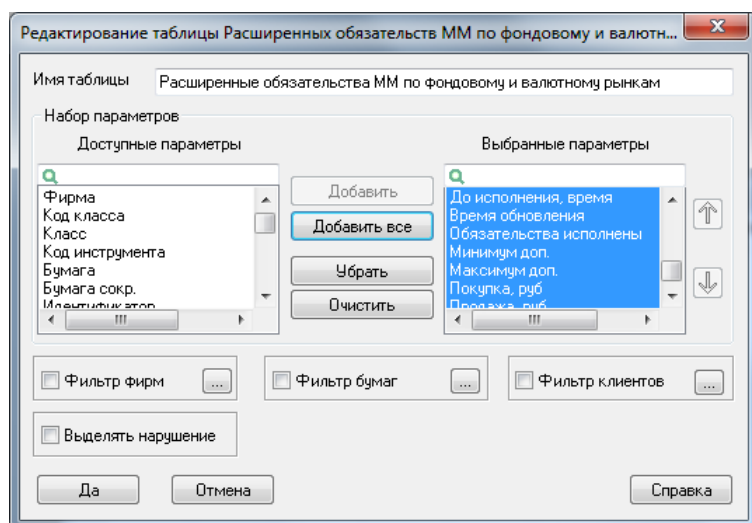 Редактирование таблицы Расширенных обязательств ММ по фондовому и валютн...
X
Имя таблицы
Расширенные обязательства ММ по фондовому и валютному рынкам
Набор параметров
Доступные параметры
Фирма
Код класса
Класс
Код инструмента
Бумага
Бумага сокр.
Идентификатор
Добавить
Добавить все
Убрать
Очистить
Выбранные параметры
До исполнения, время
Время обновления
Обязательства исполнены
Минимум доп.
Максимум доп.
Покупка, руб
Продажа, руб
Фильтр фирм ...
Фильтр бумаг ...
Фильтр клиентов ...
Выделять нарушение
Да
Отмена
Справка